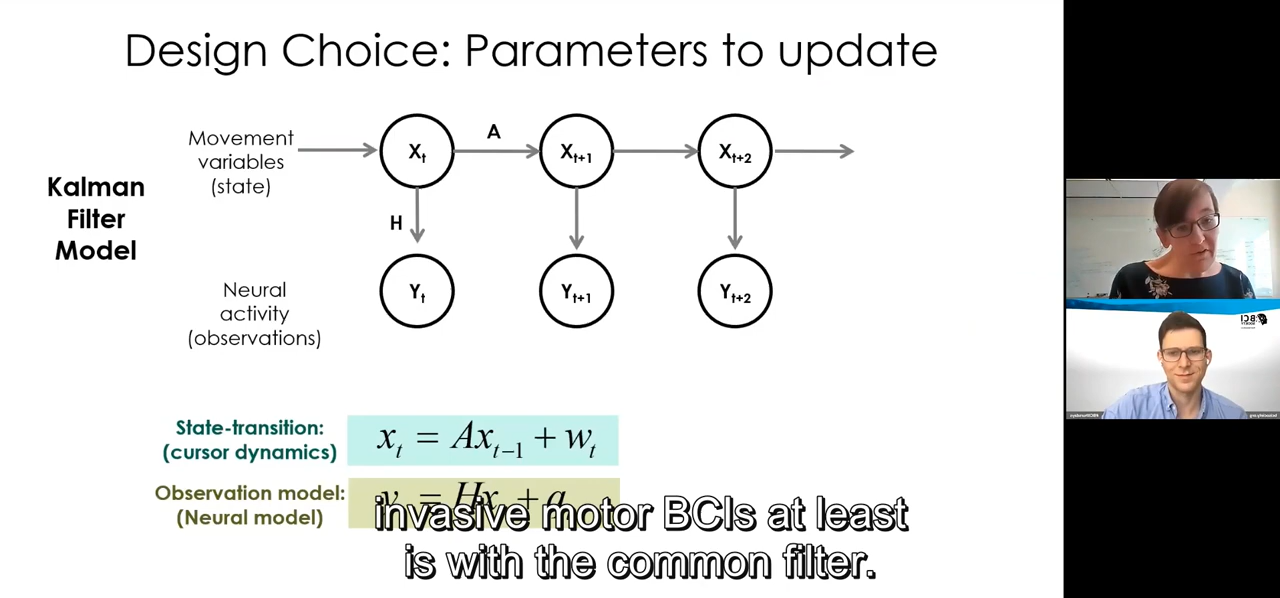 Design Choice: Parameters to update
Kalman
Filter
Model
Movement
variables
(state)
Xt
A
Xt+1
Xt+2
H
Neural
activity
(observations)
Yt
Yt+1
Yt+2
State-transition:
(cursor dynamics)
xt = Axt−1 + wt
Observation model:
(Neural model)
invasive motor BCIs at least
is with the common filter.